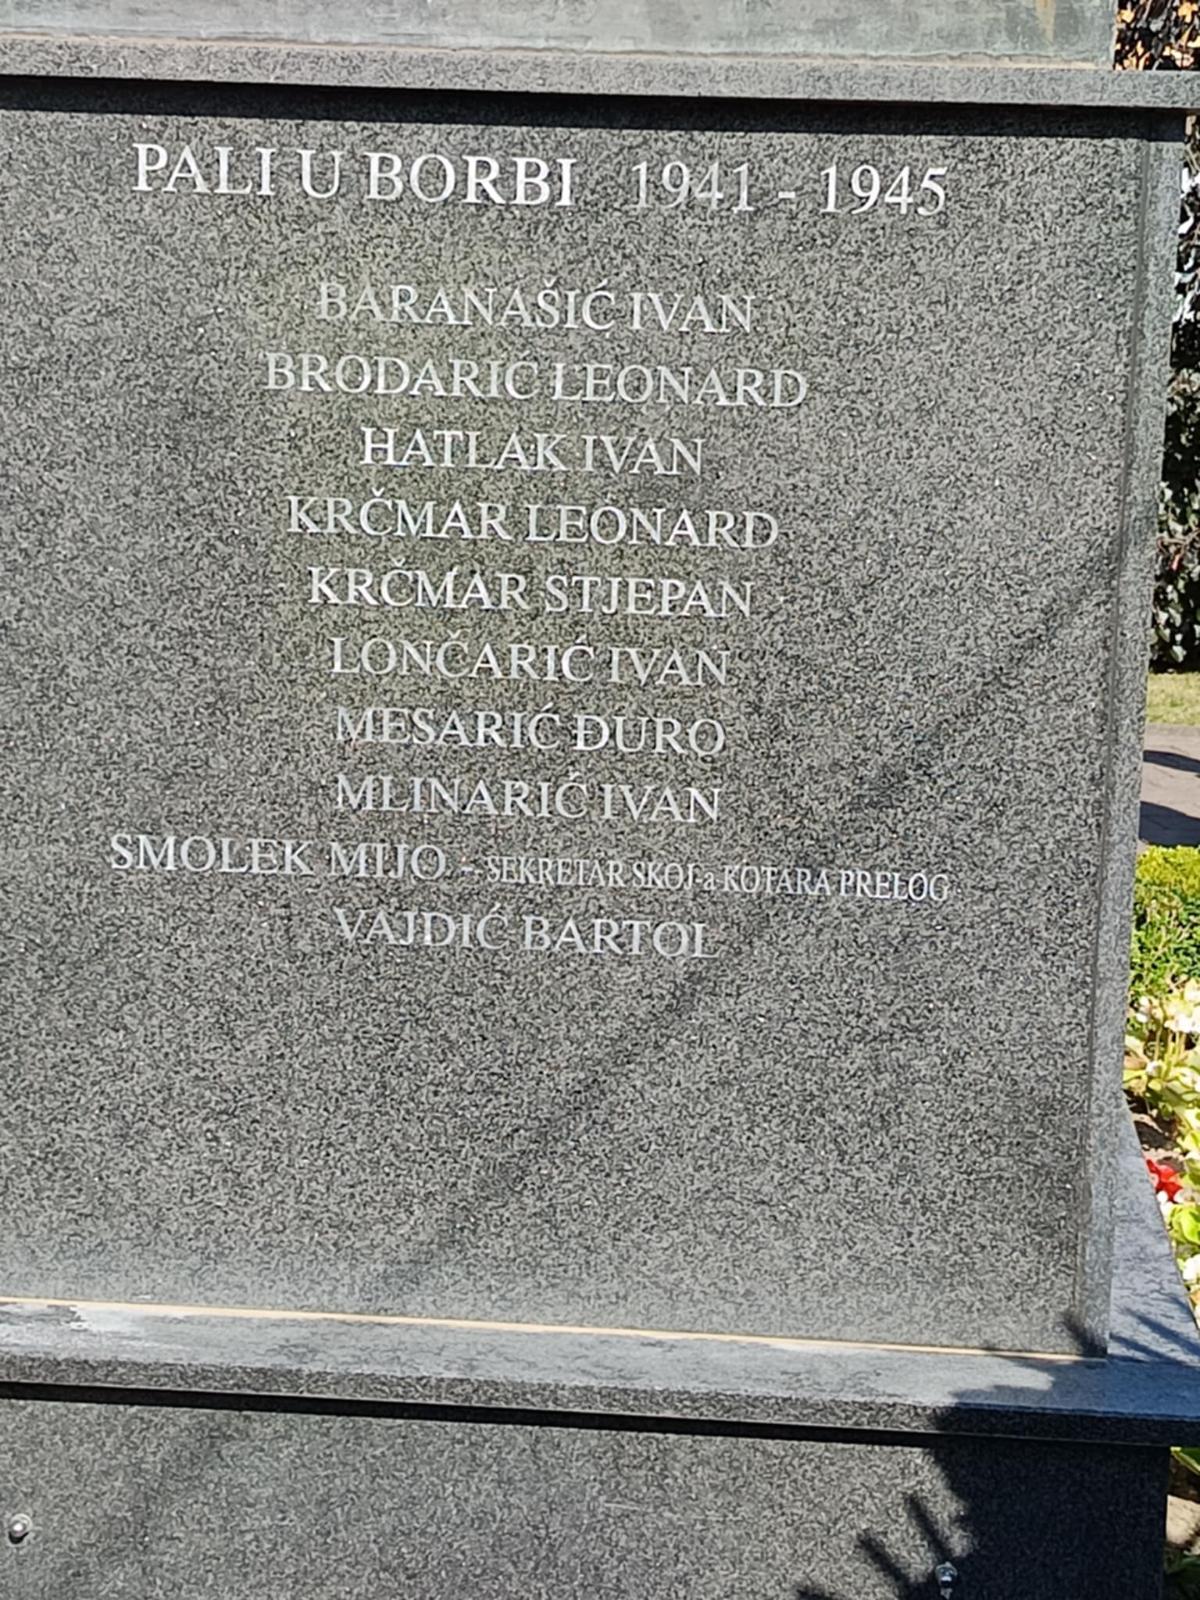 PALI U BORBI 1941 - 1945
BARANAŠIĆ IVAN
BRODARIĆ LEONARD
HATLAK IVAN
KRČMAR LEONARD
KRČMAR STJEPAN
LONČARIĆ IVAN
MESARIĆ ĐURO
MLINARIĆ IVAN
SMOLEK MIJO - SEKRETAR SKOJ-a KOTARA PRELOG
VAJDIĆ BARTOL